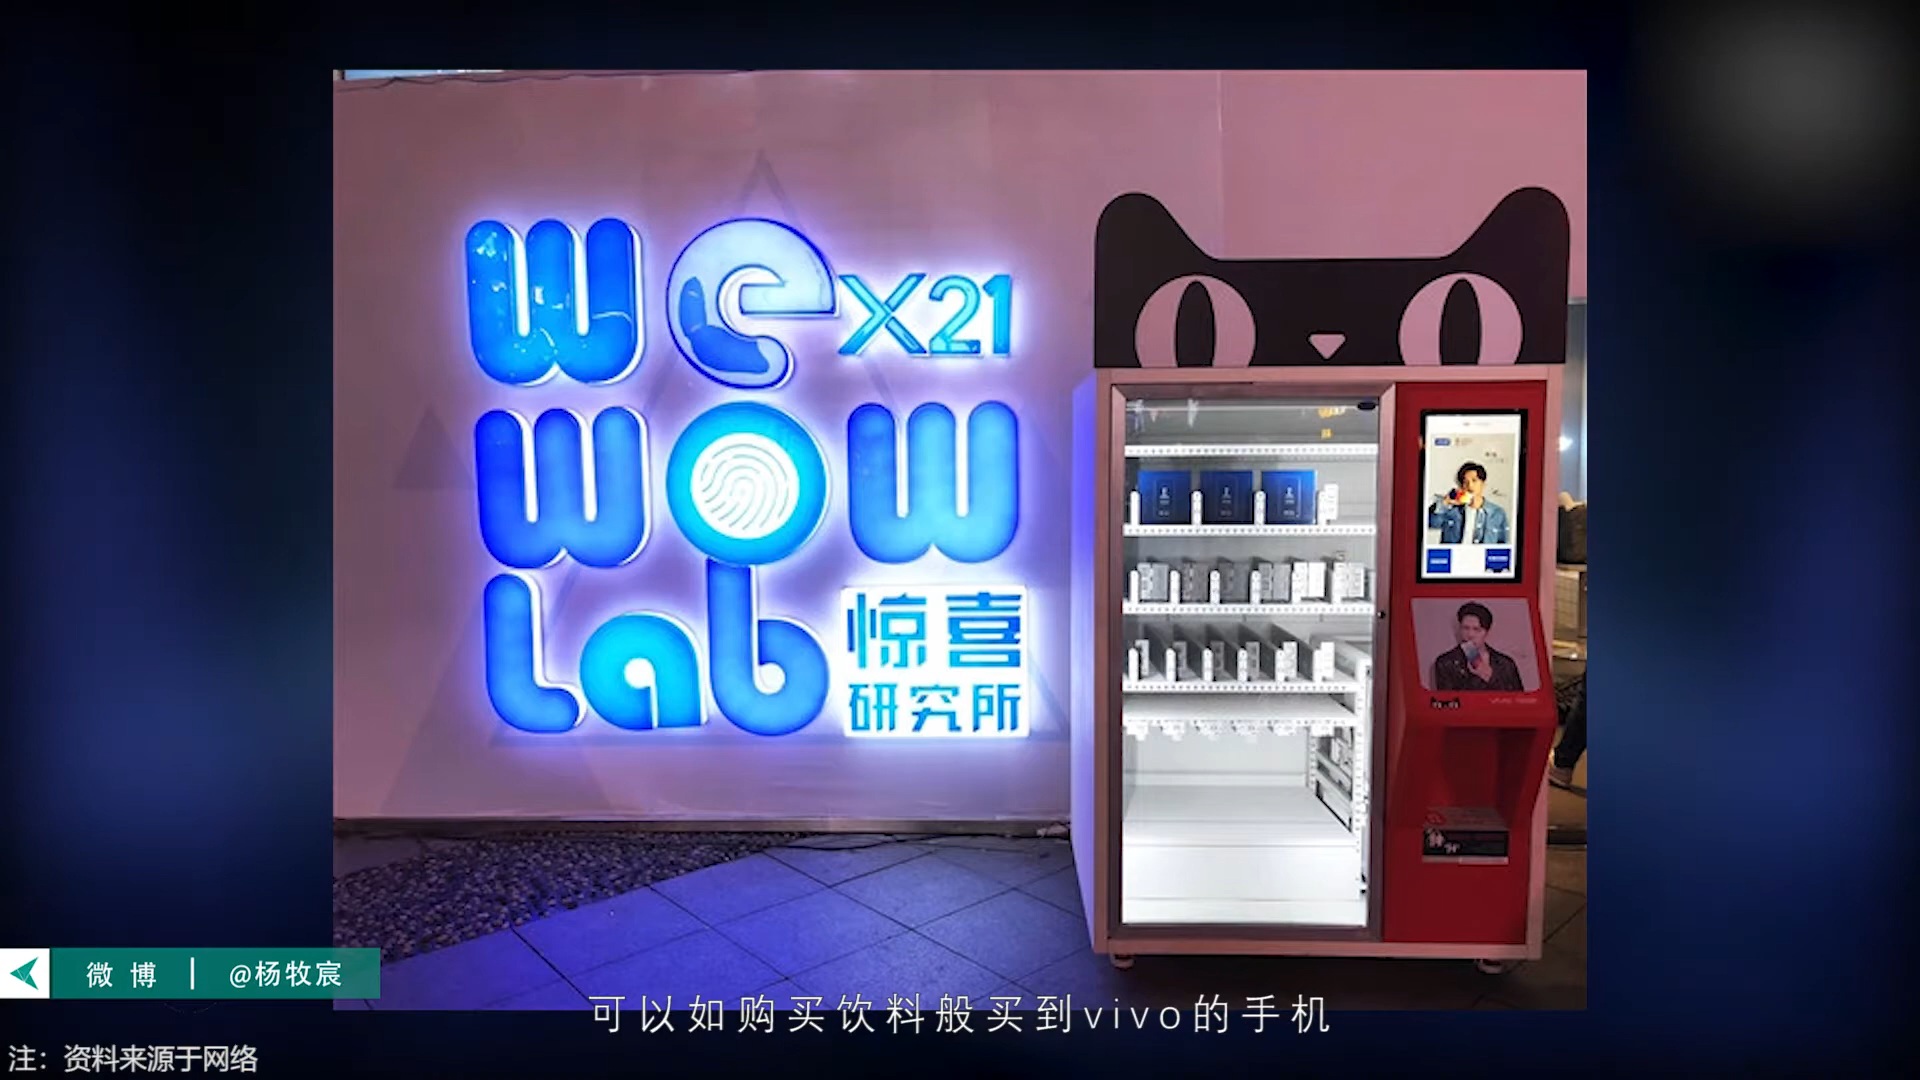 we X21
wow
Lab 惊喜
研究所
微博 | @杨牧宸
可以如购买饮料般买到vivo的手机
注：资料来源于网络